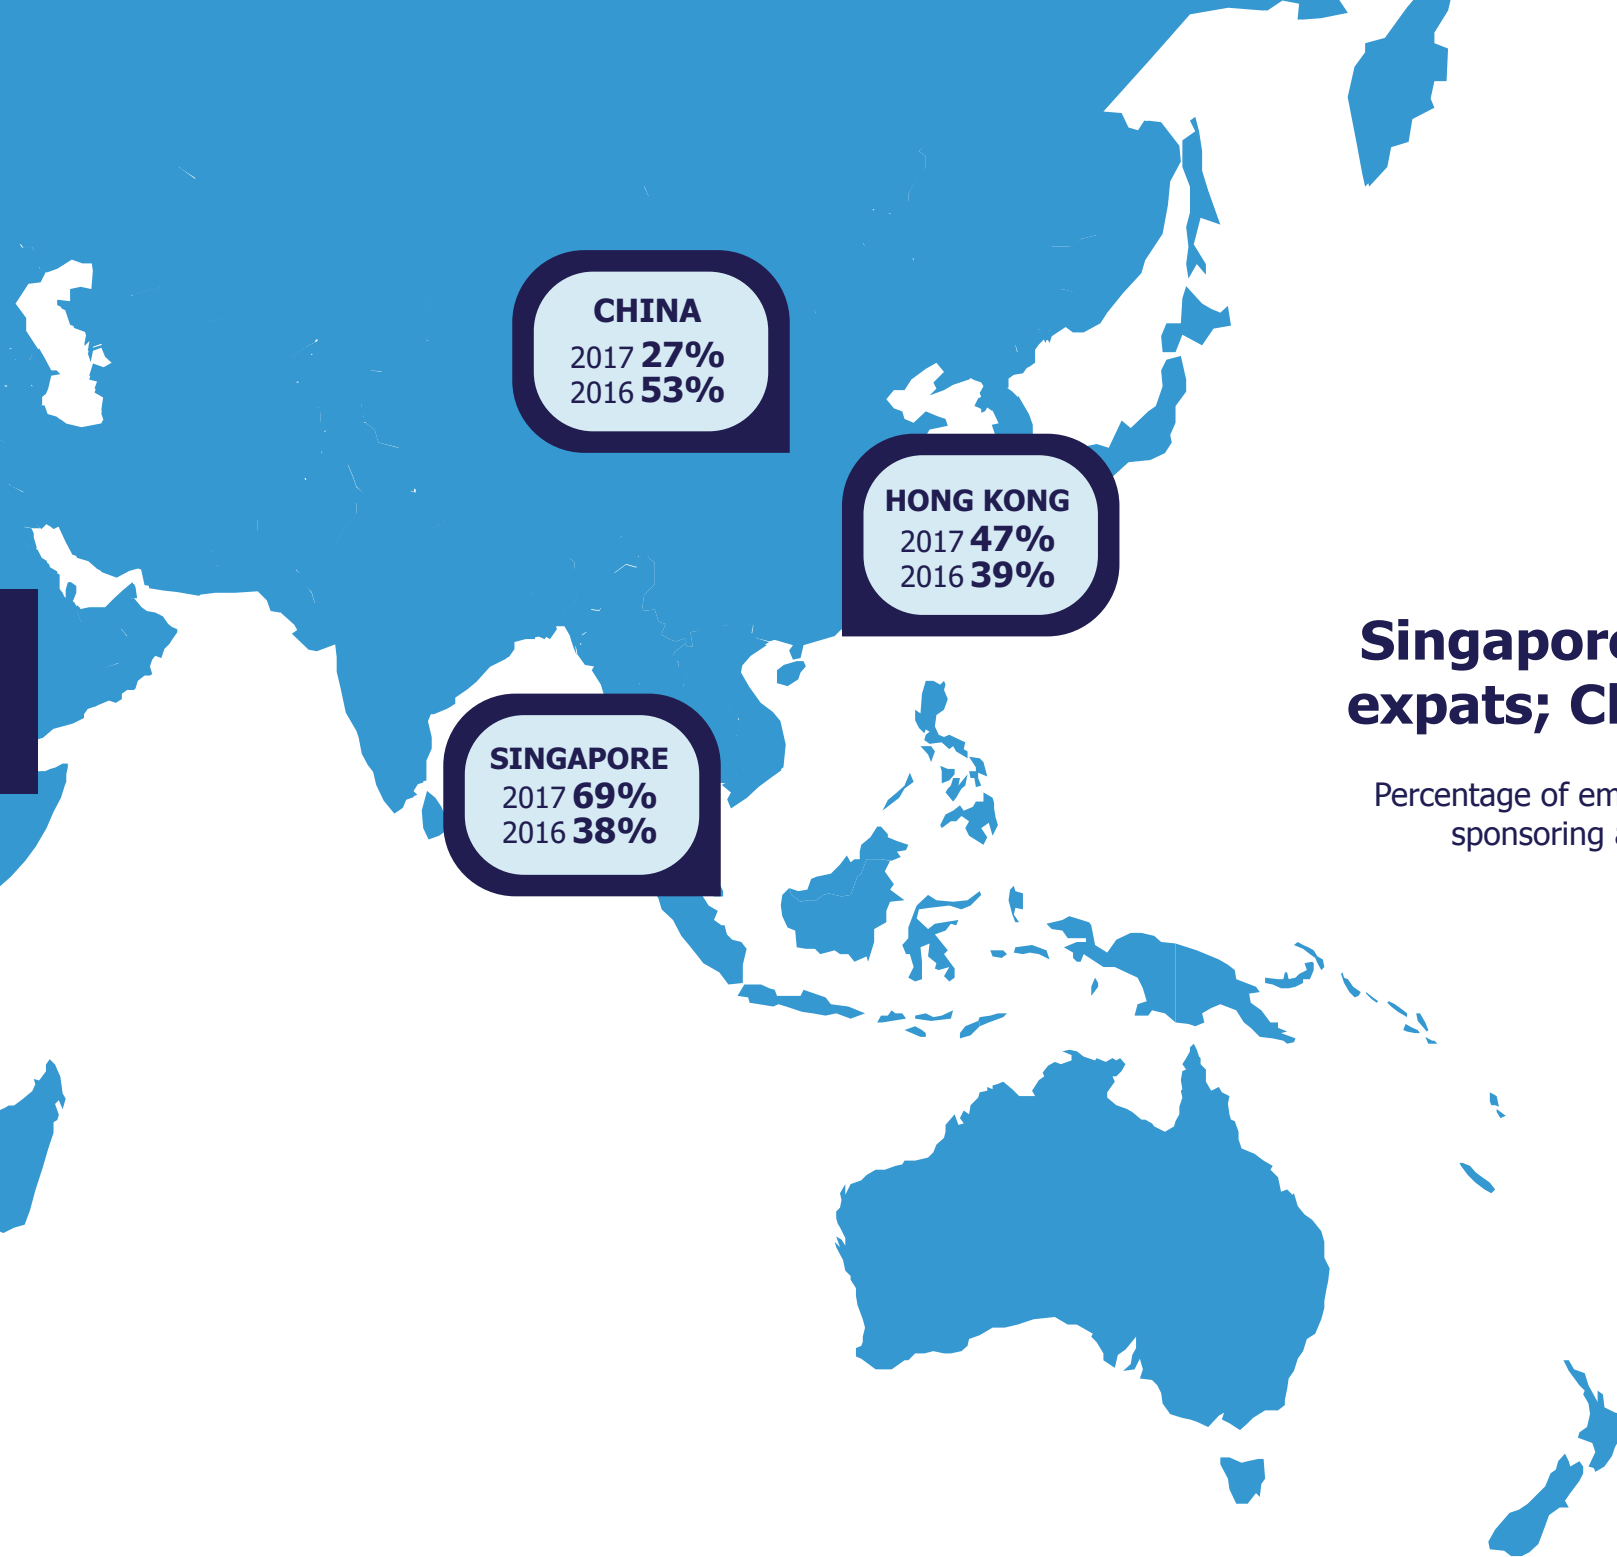 CHINA
2017 27%
2016 53%
HONG KONG
2017 47%
2016 39%
SINGAPORE
2017 69%
2016 38%
Singapore
expats;
Percentage of
sponsoring